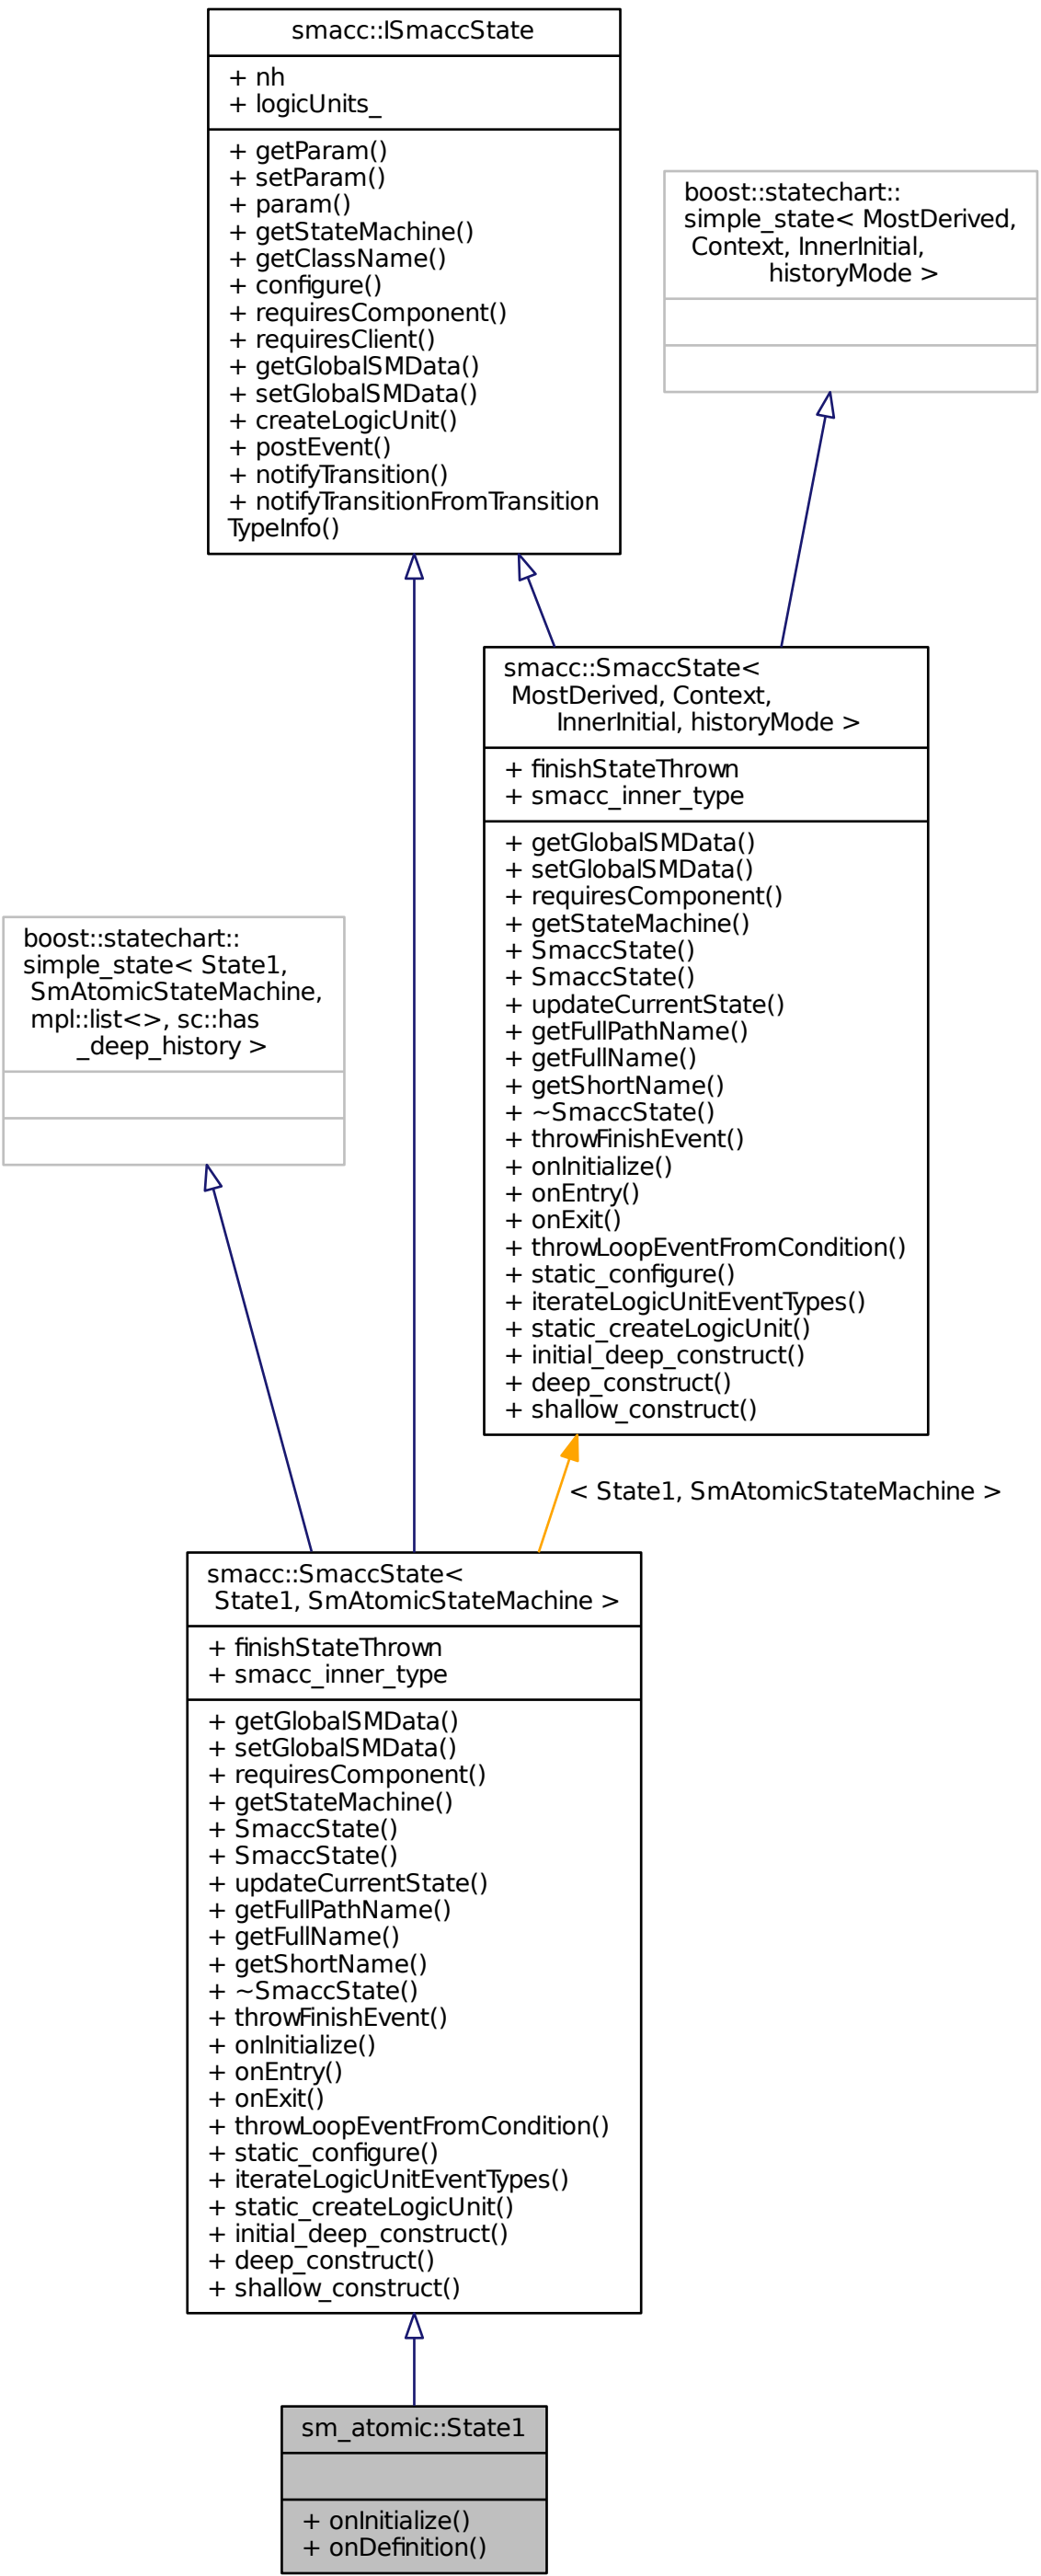 smacc::ISmaccState
+ nh
+ logicUnits_
+ getParam()
+ setParam()
+ param()
+ getStateMachine()
+ getClassName()
+ configure()
+ requiresComponent()
+ requiresClient()
+ getGlobalSMData()
+ setGlobalSMData()
+ createLogicUnit()
+ postEvent()
+ notifyTransition()
+ notifyTransitionFromTransition
TypeInfo()
boost::statechart::
simple_state< MostDerived,
Context, InnerInitial,
historyMode >
smacc::SmaccState<
MostDerived, Context,
InnerInitial, historyMode >
+ finishStateThrown
+ smacc_inner_type
+ getGlobalSMData()
+ setGlobalSMData()
+ requiresComponent()
+ getStateMachine()
+ SmaccState()
+ SmaccState()
+ updateCurrentState()
+ getFullPathName()
+ getFullName()
+ getShortName()
+ ~SmaccState()
+ throwFinishEvent()
+ onInitialize()
+ onEntry()
+ onExit()
+ throwLoopEventFromCondition()
+ static_configure()
+ iterateLogicUnitEventTypes()
+ static_createLogicUnit()
+ initial_deep_construct()
+ deep_construct()
+ shallow_construct()
boost::statechart::
simple_state< State1,
SmAtomicStateMachine,
mpl::list<>, sc::has
_deep_history >
< State1, SmAtomicStateMachine >
smacc::SmaccState<
State1, SmAtomicStateMachine >
+ finishStateThrown
+ smacc_inner_type
+ getGlobalSMData()
+ setGlobalSMData()
+ requiresComponent()
+ getStateMachine()
+ SmaccState()
+ SmaccState()
+ updateCurrentState()
+ getFullPathName()
+ getFullName()
+ getShortName()
+ ~SmaccState()
+ throwFinishEvent()
+ onInitialize()
+ onEntry()
+ onExit()
+ throwLoopEventFromCondition()
+ static_configure()
+ iterateLogicUnitEventTypes()
+ static_createLogicUnit()
+ initial_deep_construct()
+ deep_construct()
+ shallow_construct()
sm_atomic::State1
+ onInitialize()
+ onDefinition()